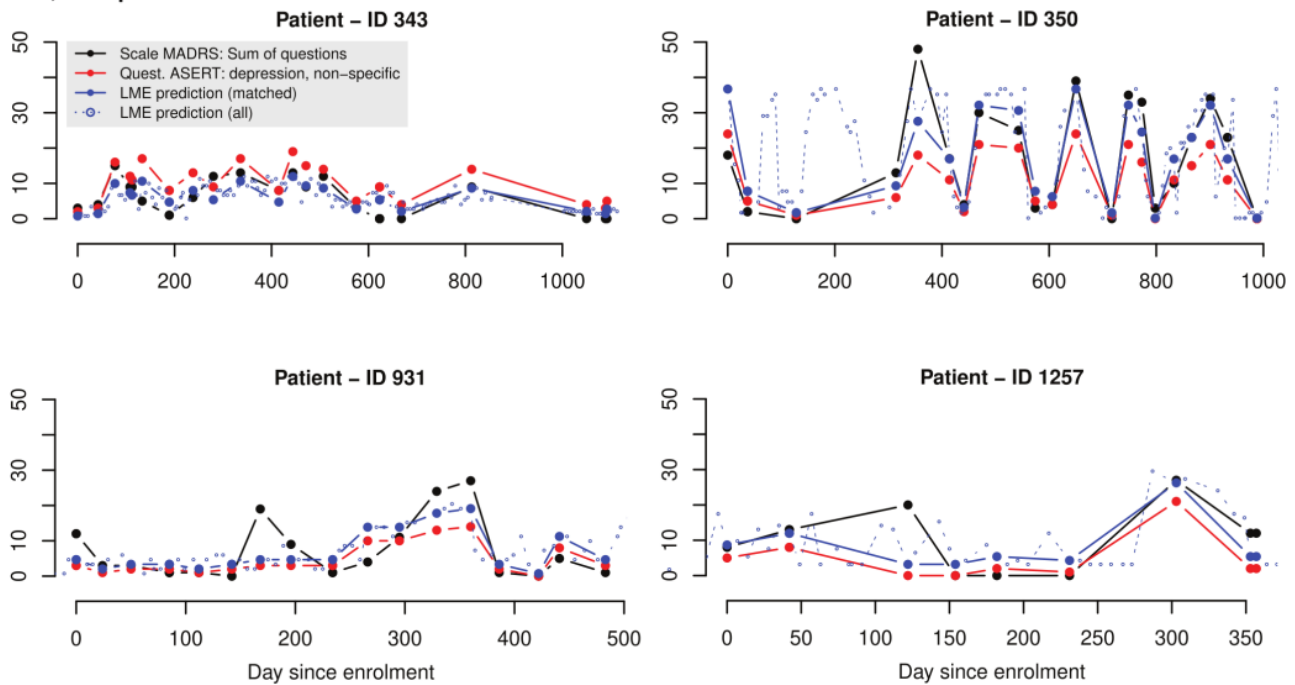 Patient – ID 343
50
30
10
0
Scale MADRS: Sum of questions
Quest. ASERT: depression, non−specific
LME prediction (matched)
LME prediction (all)
0 200 400 600 800 1000
Patient – ID 350
50
30
10
0
0 200 400 600 800 1000
Patient – ID 931
50
30
10
0
0 100 200 300 400 500
Day since enrolment
Patient – ID 1257
50
30
10
0
0 50 100 150 200 250 300 350
Day since enrolment